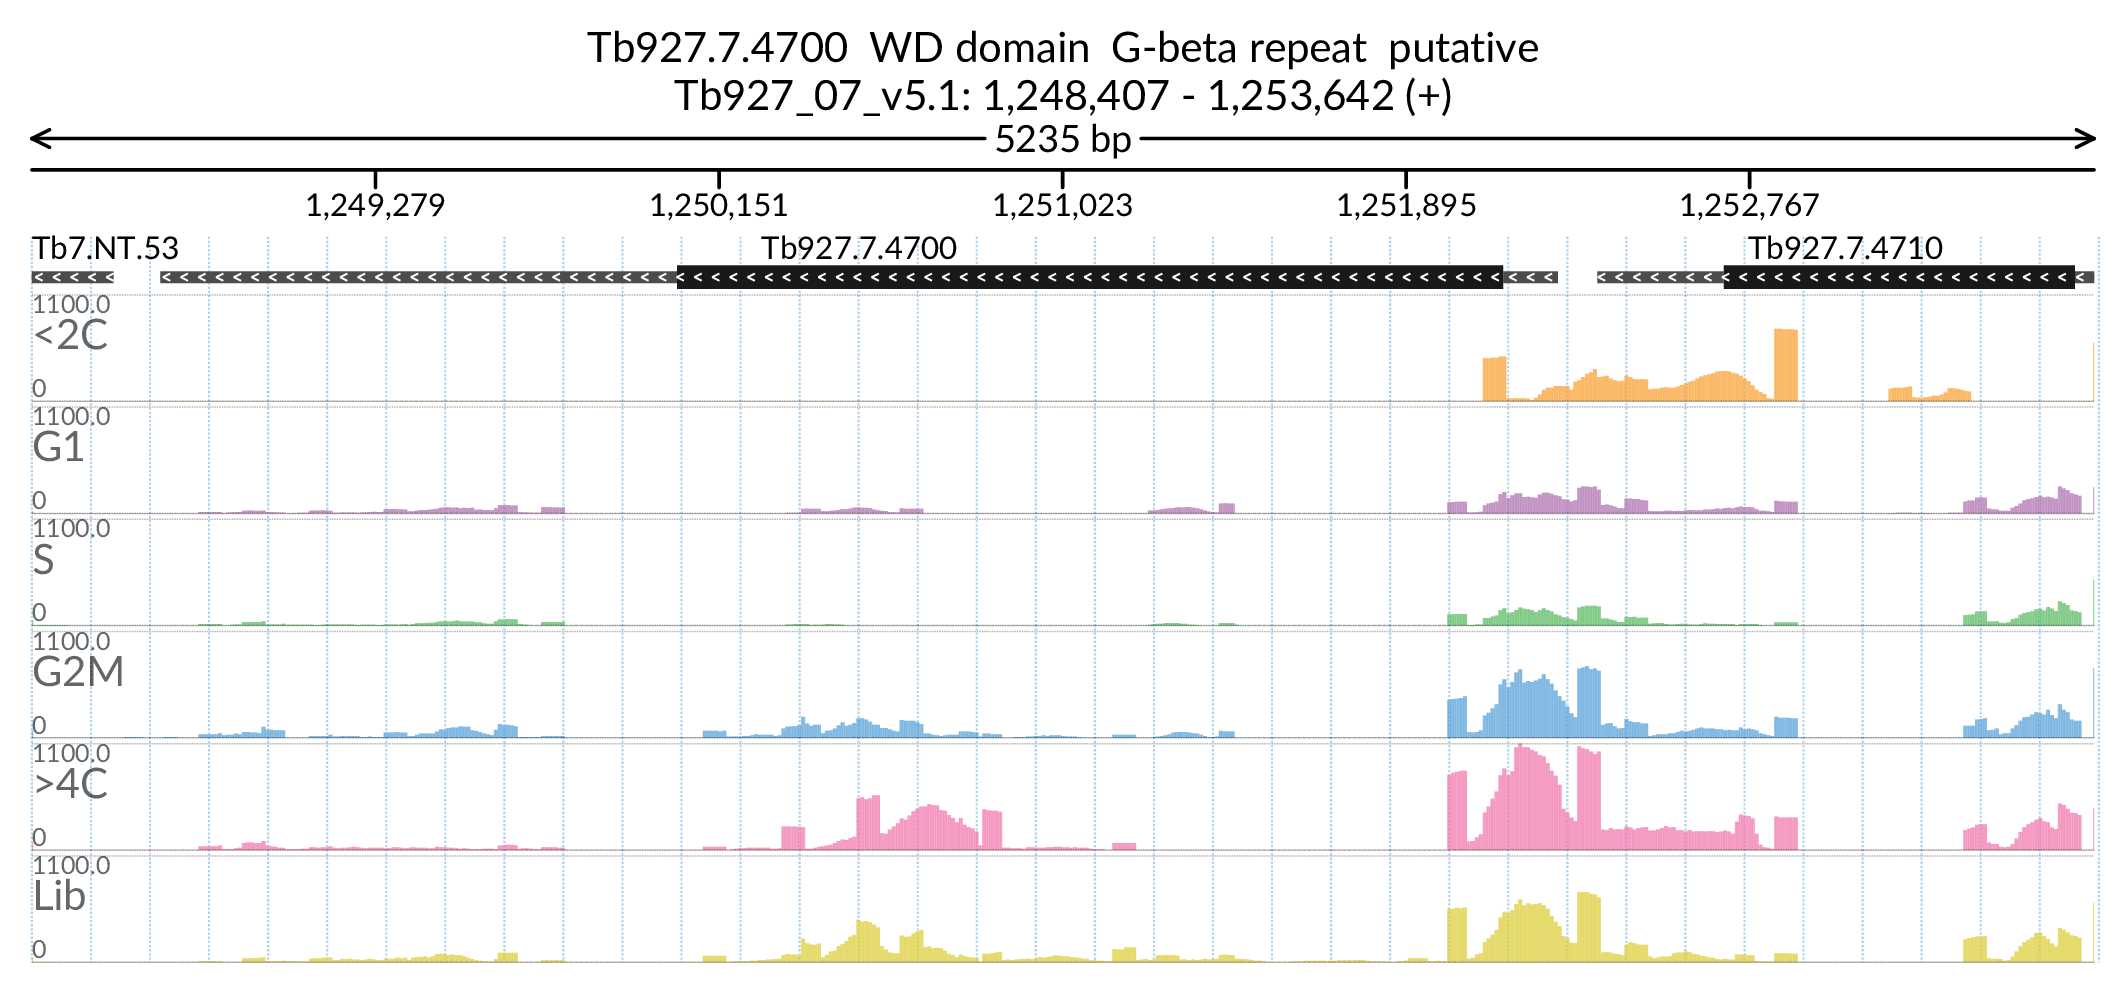 Tb927.7.4700  WD domain  G-beta repeat  putative
Tb927_07_v5.1: 1,248,407 - 1,253,642 (+)
5235 bp
1,249,279 1,250,151 1,251,023 1,251,895 1,252,767
Tb7.NT.53 Tb927.7.4700 Tb927.7.4710
1100.0
<2C
0
1100.0
G1
0
1100.0
S
0
1100.0
G2M
0
1100.0
>4C
0
1100.0
Lib
0